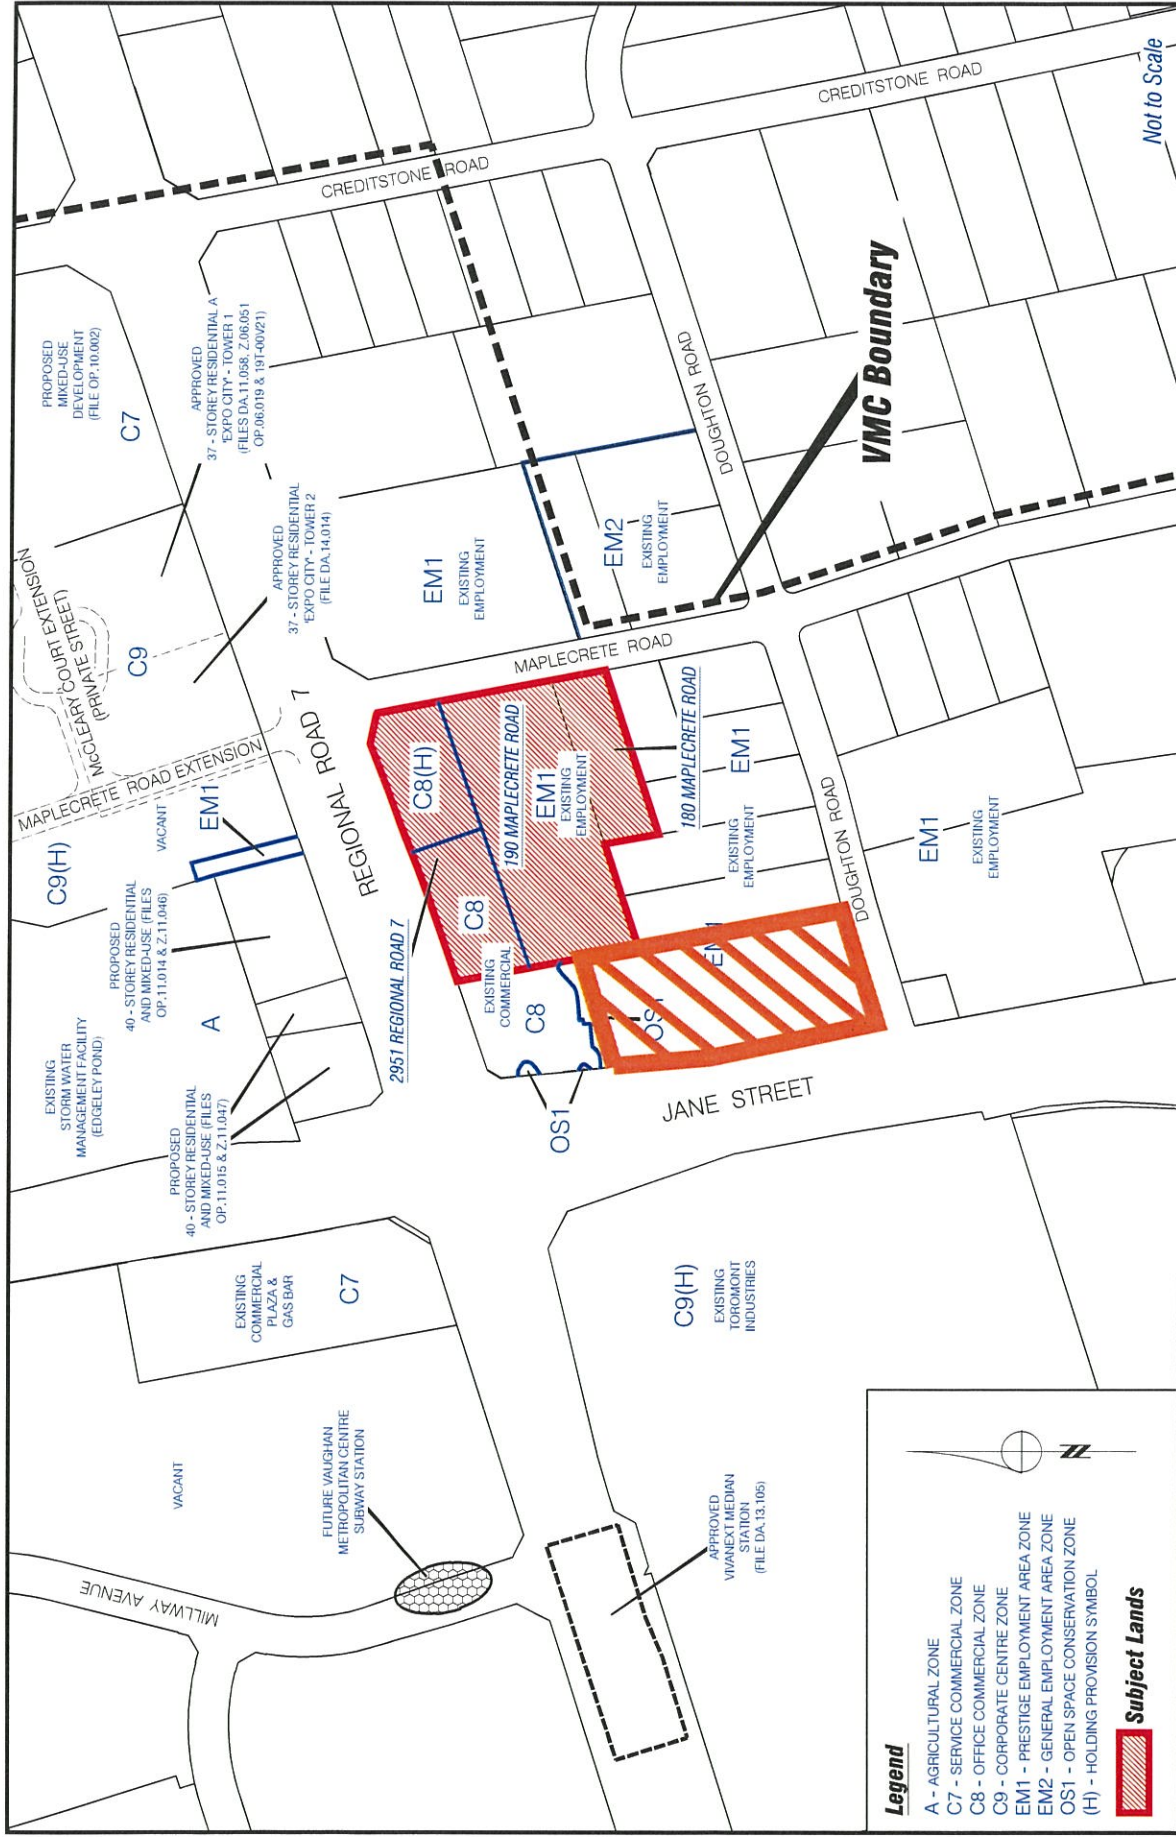 MILLWAY AVENUE
VACANT
FUTURE VAUGHAN
METROPOLITAN CENTRE
SUBWAY STATION
APPROVED
VIVANEXT MEDIAN
STATION
(FILE DA.13.105)
EXISTING
COMMERCIAL
PLAZA &
GAS BAR
C7
C9(H)
EXISTING
TOROMONT
INDUSTRIES
EXISTING
STORM WATER
MANAGEMENT FACILITY
(EDGELEY POND)
A
PROPOSED
40 - STOREY RESIDENTIAL
AND MIXED-USE (FILES
OP.11.015 & Z.11.047)
PROPOSED
40 - STOREY RESIDENTIAL
AND MIXED-USE (FILES
OP.11.014 & Z.11.046)
C9(H)
VACANT
EM1
MAPLECRETE ROAD EXTENSION
McCLEARY COURT EXTENSION
(PRIVATE STREET)
C9
REGIONAL ROAD 7
PROPOSED
MIXED-USE
DEVELOPMENT
(FILE OP.10.002)
C7
APPROVED
37 - STOREY RESIDENTIAL A
'EXPO CITY' - TOWER 1
(FILES DA.11.058, Z.06.051
OP.06.019 & 19T-00V21)
APPROVED
37 - STOREY RESIDENTIAL
'EXPO CITY' - TOWER 2
(FILE DA.14.014)
CREDITSTONE ROAD
CREDITSTONE ROAD
2951 REGIONAL ROAD 7
EXISTING
COMMERCIAL
C8
C8
C8(H)
190 MAPLECRETE ROAD
EM1
EXISTING
EMPLOYMENT
180 MAPLECRETE ROAD
MAPLECRETE ROAD
EM1
EXISTING
EMPLOYMENT
EM2
EXISTING
EMPLOYMENT
OS1
OS1
EM1
JANE STREET
EXISTING
EMPLOYMENT
EM1
DOUGHTON ROAD
DOUGHTON ROAD
EM1
EXISTING
EMPLOYMENT
VMC Boundary
Not to Scale
Legend
A - AGRICULTURAL ZONE
C7 - SERVICE COMMERCIAL ZONE
C8 - OFFICE COMMERCIAL ZONE
C9 - CORPORATE CENTRE ZONE
EM1 - PRESTIGE EMPLOYMENT AREA ZONE
EM2 - GENERAL EMPLOYMENT AREA ZONE
OS1 - OPEN SPACE CONSERVATION ZONE
(H) - HOLDING PROVISION SYMBOL
Subject Lands
N